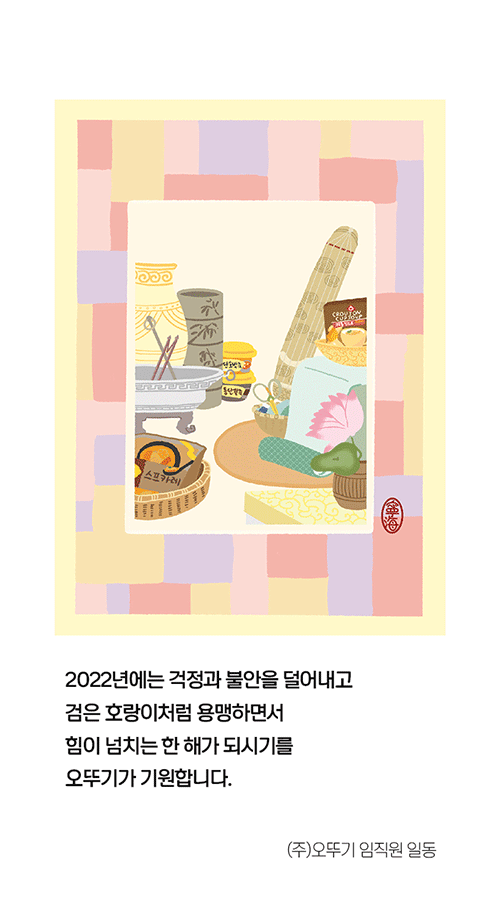 CROUTON
CUP SOUP
스프카레
2022년에는 걱정과 불안을 덜어내고
검은 호랑이처럼 용맹하면서
힘이 넘치는 한 해가 되시기를
오뚜기가 기원합니다.
(주)오뚜기 임직원 일동